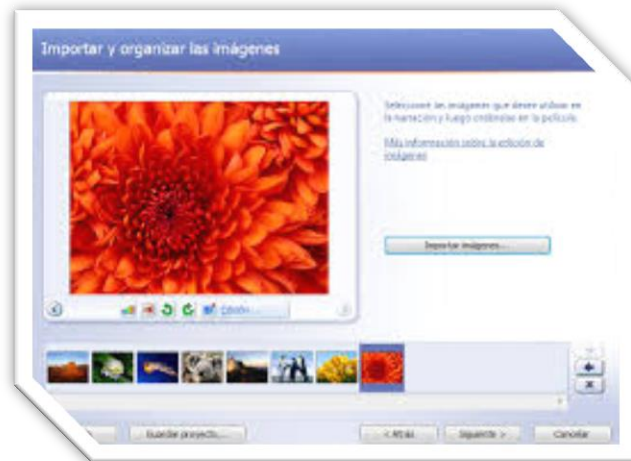 Importar y organizar las imágenes
Seleccione las imágenes que desee utilizar en
la narración y luego ordénelas en la película.
Más información sobre la edición de
imágenes
Importar imágenes...
Edición...
Guardar proyecto...
< Atrás
Siguiente >
Cancelar